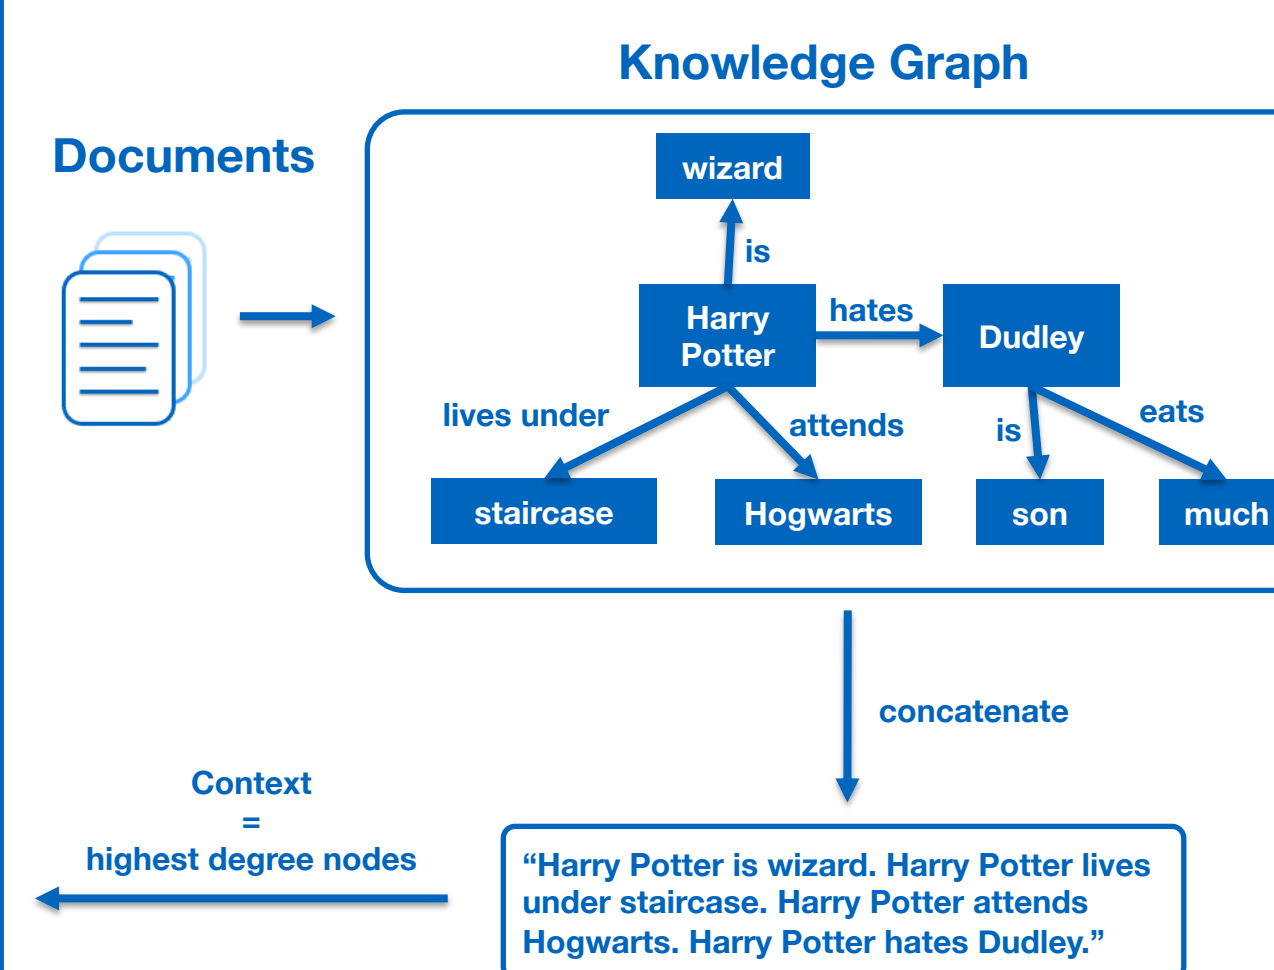 Knowledge Graph
Documents
wizard
is
Harry
Potter
hates
Dudley
lives under
attends
is
eats
staircase
Hogwarts
son
much
concatenate
Context
=
highest degree nodes
“Harry Potter is wizard. Harry Potter lives
under staircase. Harry Potter attends
Hogwarts. Harry Potter hates Dudley.”